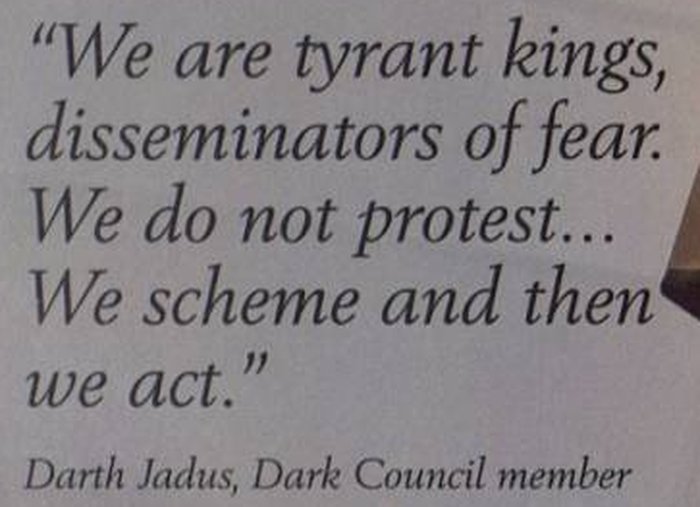 “We are tyrant kings,
disseminators of fear.
We do not protest...
We scheme and then
we act.”
Darth Jadus, Dark Council member